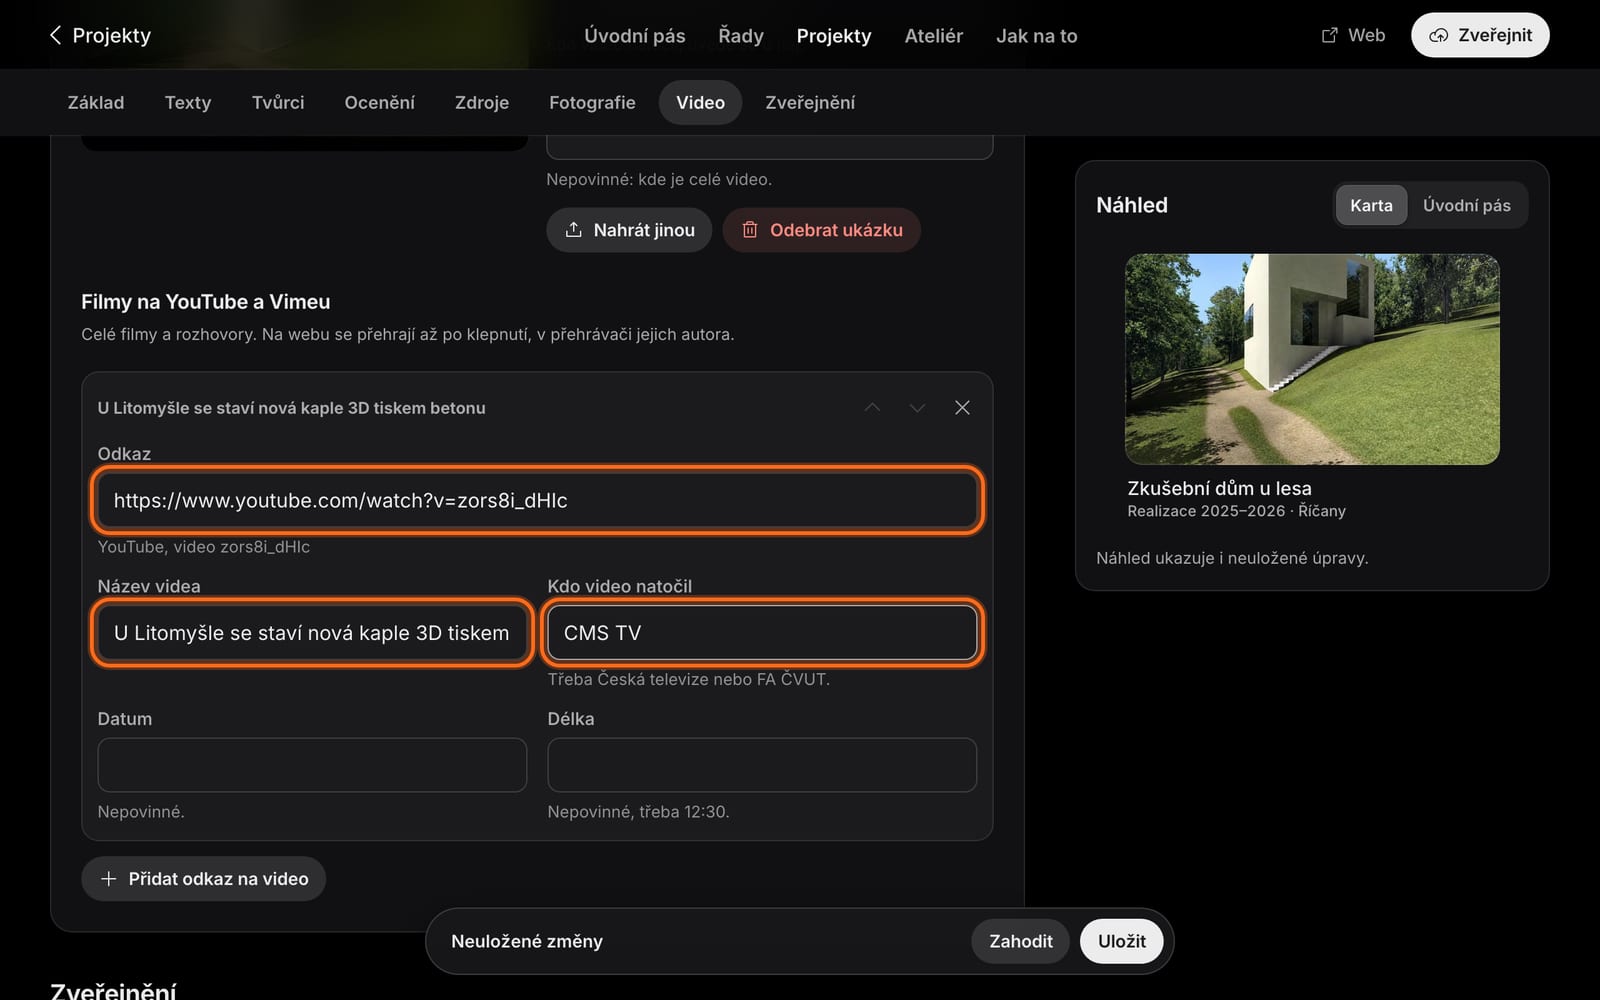 Projekty
Úvodní pás
Řady
Projekty
Ateliér
Jak na to
Web
Zveřejnit
Základ
Texty
Tvůrci
Ocenění
Zdroje
Fotografie
Video
Zveřejnění
Nepovinné: kde je celé video.
Nahrát jinou
Odebrat ukázku
Filmy na YouTube a Vimeu
Celé filmy a rozhovory. Na webu se přehrají až po klepnutí, v přehrávači jejich autora.
U Litomyšle se staví nová kaple 3D tiskem betonu
Odkaz
https://www.youtube.com/watch?v=zors8i_dHlc
YouTube, video zors8i_dHlc
Název videa
Kdo video natočil
U Litomyšle se staví nová kaple 3D tiskem
CMS TV
Třeba Česká televize nebo FA ČVUT.
Datum
Délka
Nepovinné.
Nepovinné, třeba 12:30.
Přidat odkaz na video
Náhled
Karta
Úvodní pás
Zkušební dům u lesa
Realizace 2025–2026 · Říčany
Náhled ukazuje i neuložené úpravy.
Neuložené změny
Zahodit
Uložit
Zveřejnění